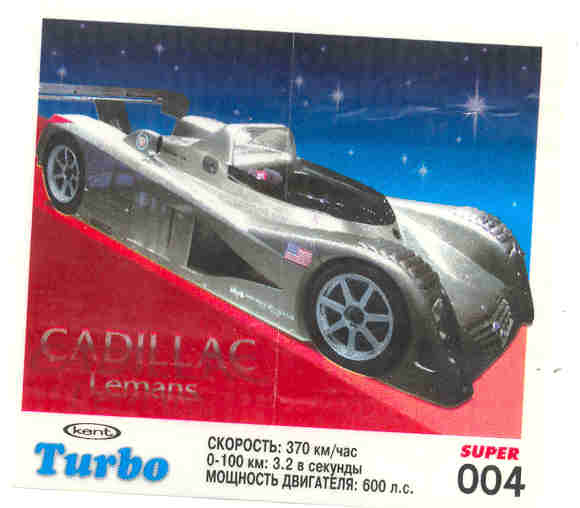 CADILLAC
Lemans
kent
Turbo
СКОРОСТЬ: 370 км/час
0-100 км: 3.2 в секунды
МОЩНОСТЬ ДВИГАТЕЛЯ: 600 л.с.
SUPER
004